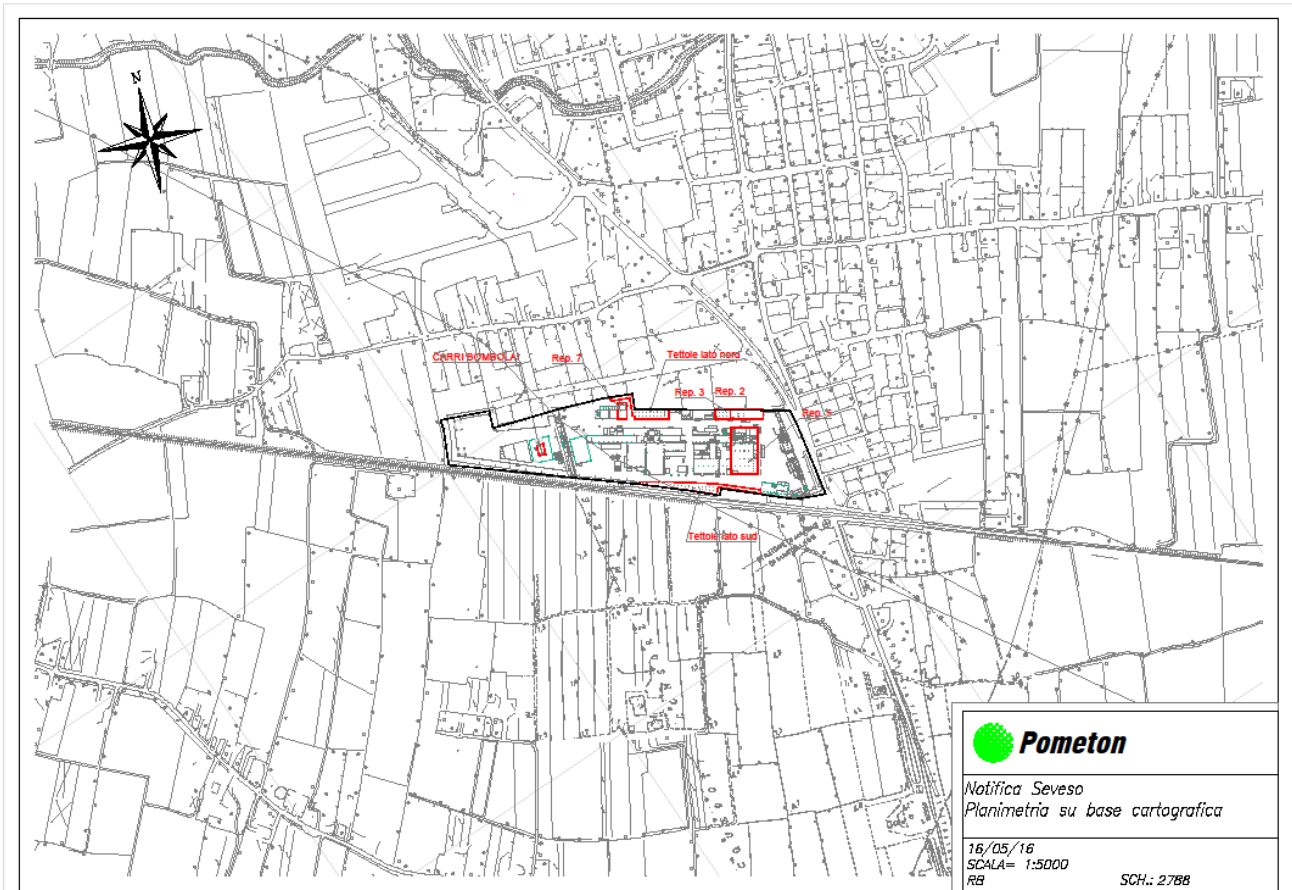 N
CARRI BOMBOLAI
Rep. 7
Tettoie lato nord
Rep. 3
Rep. 2
Rep. 5
Tettoie lato sud
Pometon
Notifica Seveso
Planimetria su base cartografica
16/05/16
SCALA= 1:5000
RB
SCH.: 2788